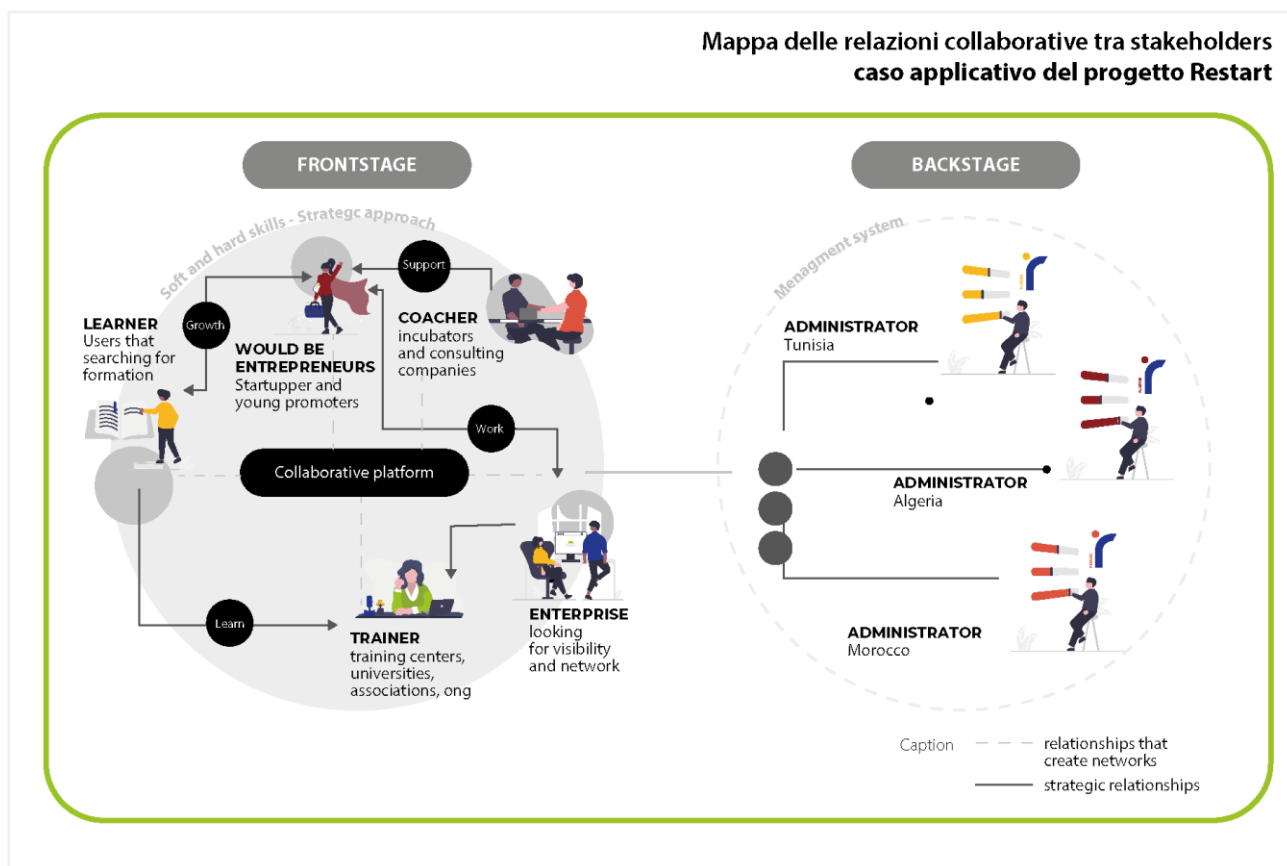 Mappa delle relazioni collaborative tra stakeholders
caso applicativo del progetto Restart
FRONTSTAGE
BACKSTAGE
Soft and hard skills - Strategc approach
Menagment system
Support
Growth
LEARNER
Users that
searching for
formation
WOULD BE
ENTREPRENEURS
Startupper and
young promoters
COACHER
incubators
and consulting
companies
Work
Collaborative platform
Learn
TRAINER
training centers,
universities,
associations, ong
ENTERPRISE
looking
for visibility
and network
ADMINISTRATOR
Tunisia
ADMINISTRATOR
Algeria
ADMINISTRATOR
Morocco
Caption
relationships that
create networks
strategic relationships